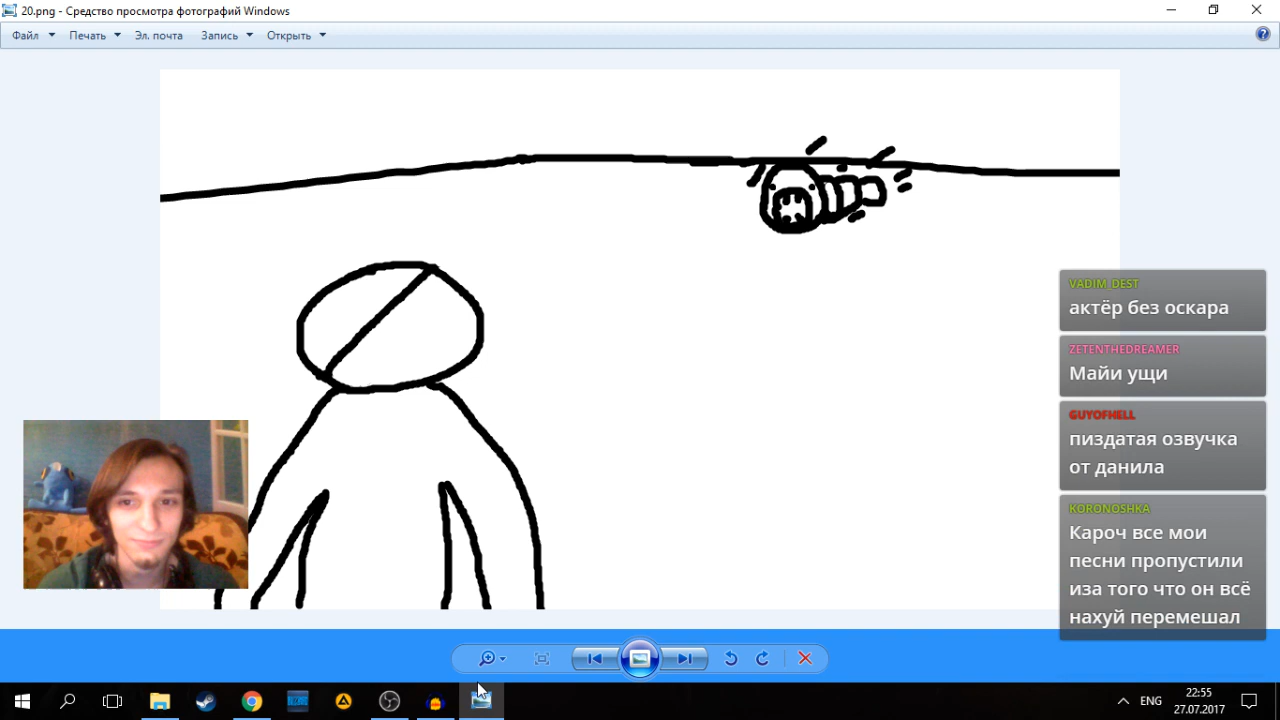 20.png - Средство просмотра фотографий Windows
Файл Печать Эл. почта Запись Открыть
VADIM_DEST
актёр без оскара
ZETENTHEDREAMER
Майи ущи
GUYOFHELL
пиздатая озвучка
от данила
KORONOSHKA
Кароч все мои
песни пропустили
иза того что он всё
нахуй перемешал
ENG
22:55
27.07.2017